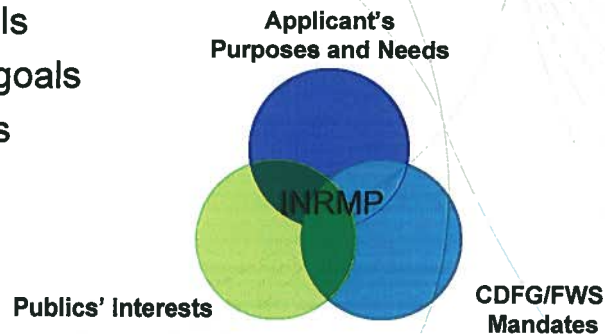 ls
goals
s
Applicant's
Purposes and Needs
INRMP
Publics' Interests
CDFG/FWS
Mandates